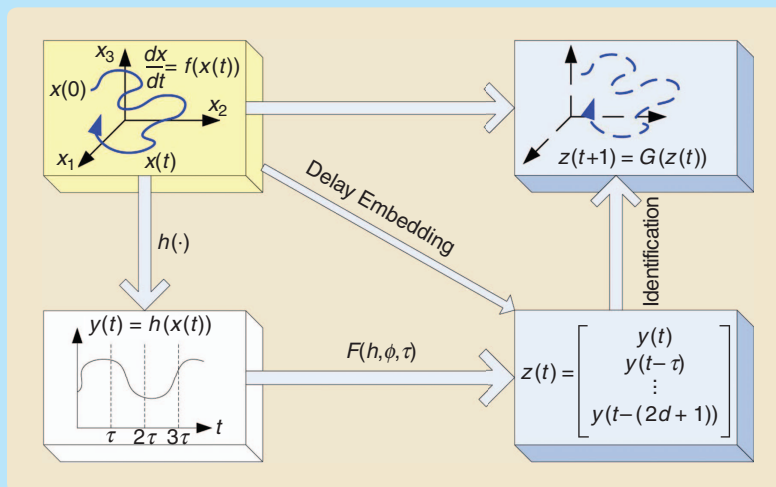 x₃
dx/dt = f(x(t))
x(0)
x₂
x₁
x(t)
z(t+1) = G(z(t))
h(·)
Delay Embedding
Identification
y(t) = h(x(t))
t
τ 2τ 3τ
F(h,ϕ,τ)
z(t) =
y(t)
y(t–τ)
⋮
y(t–(2d+1))